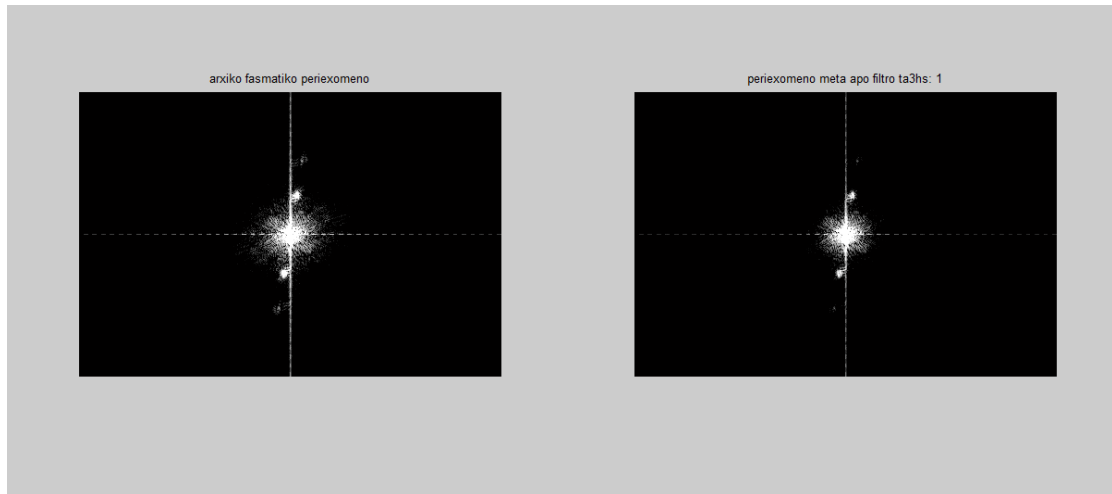 arxiko fasmatiko periexomeno
periexomeno meta apo filtro ta3hs: 1